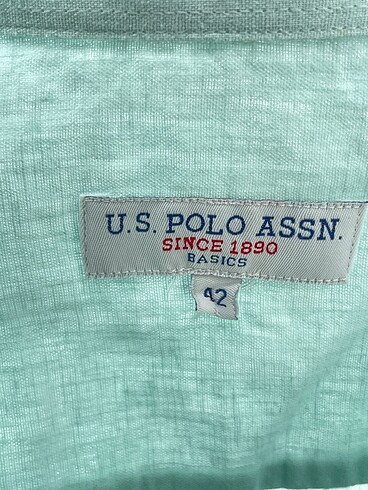 U.S. POLO ASSN.
SINCE 1890
BASICS
42